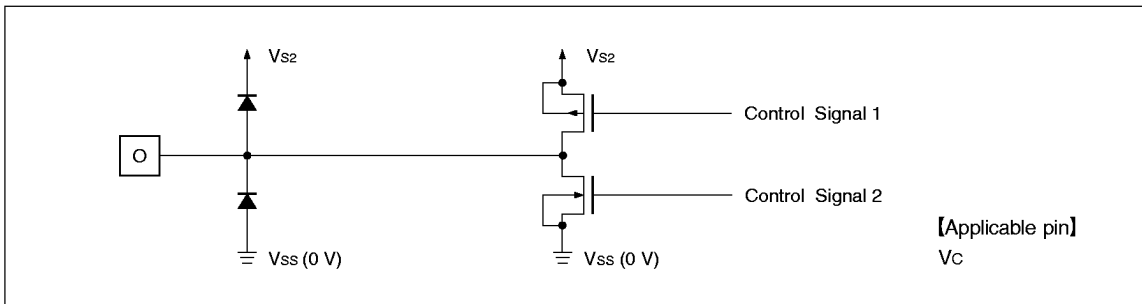 VS2
VS2
Control Signal 1
O
Control Signal 2
VSS (0 V)
VSS (0 V)
【Applicable pin】
VC